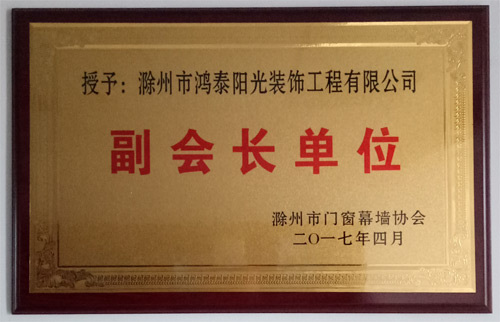 授予：滁州市鸿泰阳光装饰工程有限公司
副会长单位
滁州市门窗幕墙协会
二〇一七年四月